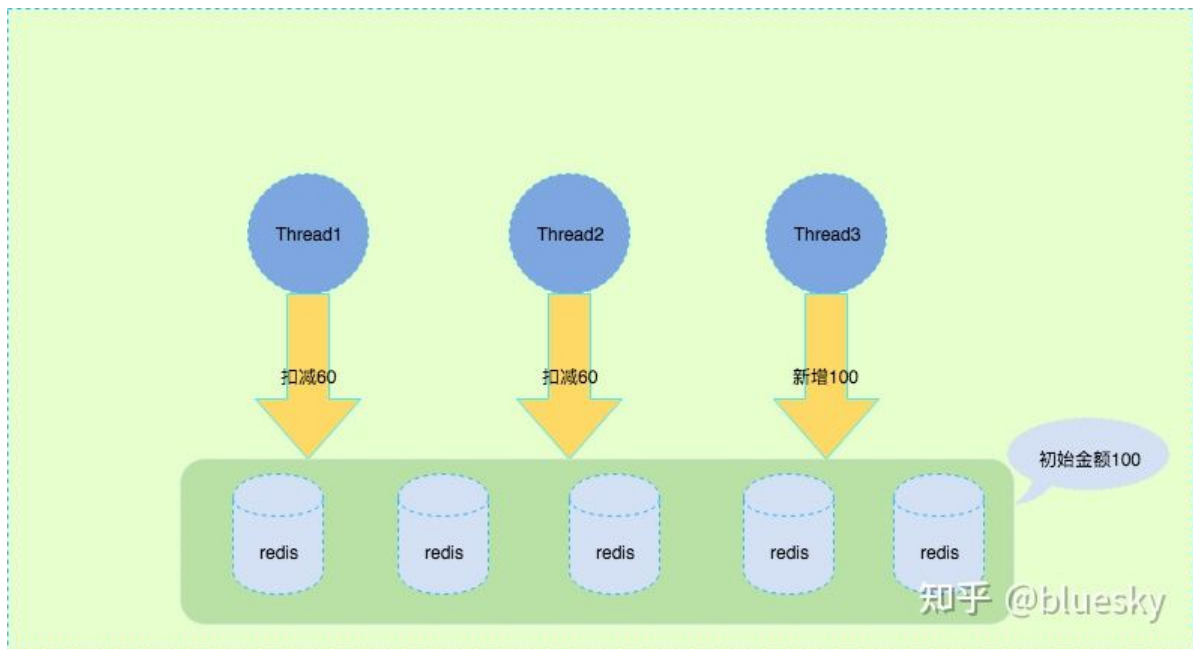 Thread1
Thread2
Thread3
扣减60
扣减60
新增100
初始金额100
redis
redis
redis
redis
redis
知乎 @bluesky